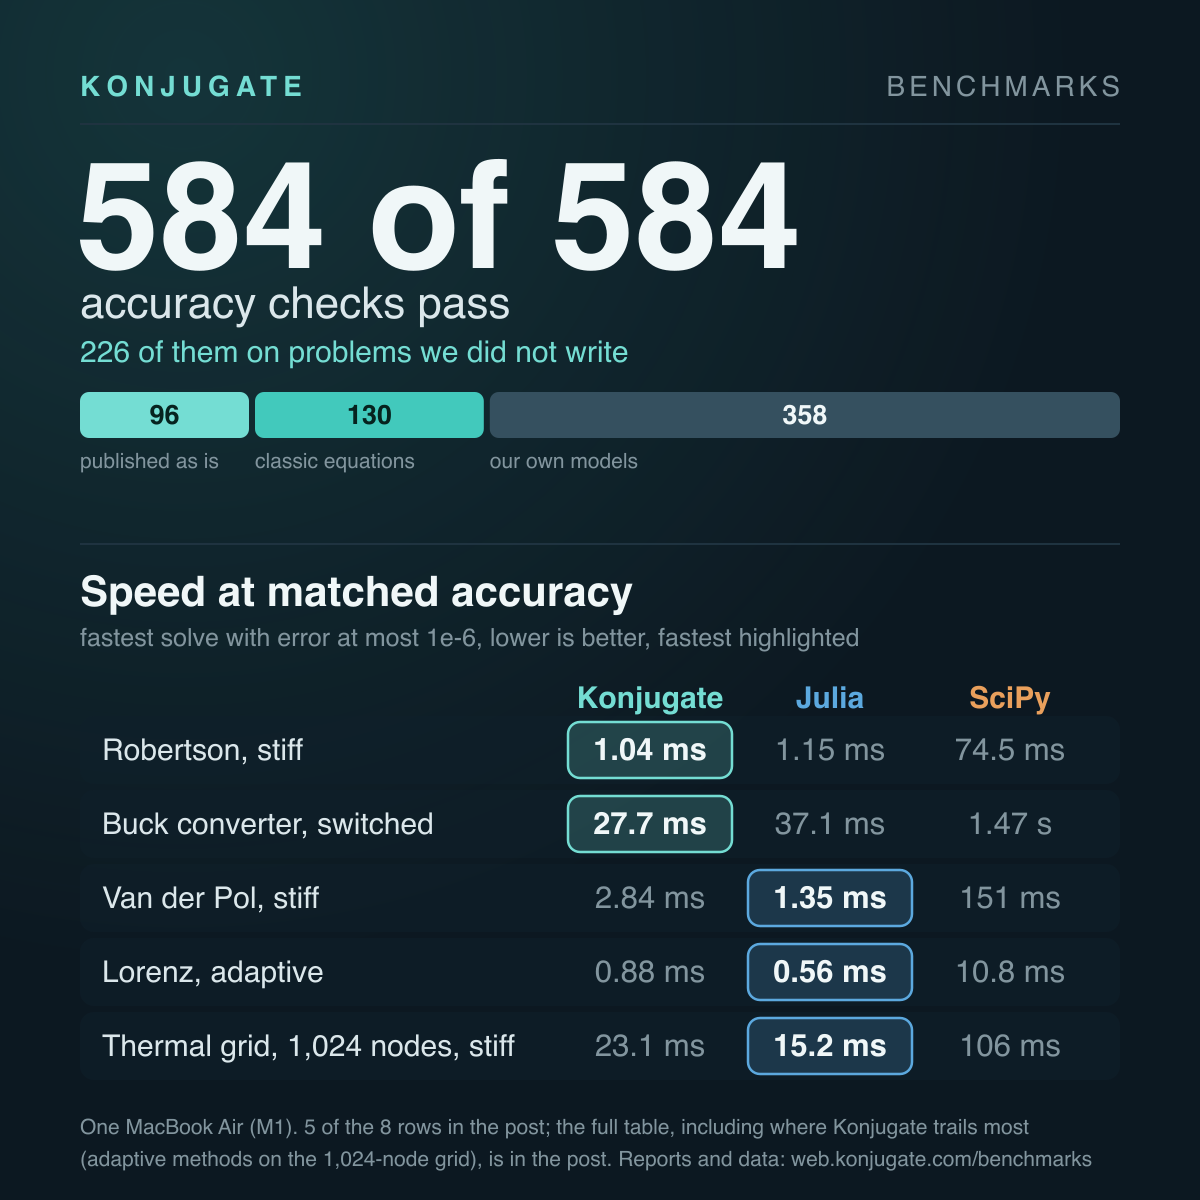 KONJUGATE BENCHMARKS
584 of 584
accuracy checks pass
226 of them on problems we did not write
96 130 358
published as is classic equations our own models
Speed at matched accuracy
fastest solve with error at most 1e-6, lower is better, fastest highlighted
Konjugate Julia SciPy
Robertson, stiff 1.04 ms 1.15 ms 74.5 ms
Buck converter, switched 27.7 ms 37.1 ms 1.47 s
Van der Pol, stiff 2.84 ms 1.35 ms 151 ms
Lorenz, adaptive 0.88 ms 0.56 ms 10.8 ms
Thermal grid, 1,024 nodes, stiff 23.1 ms 15.2 ms 106 ms
One MacBook Air (M1). 5 of the 8 rows in the post; the full table, including where Konjugate trails most
(adaptive methods on the 1,024-node grid), is in the post. Reports and data: web.konjugate.com/benchmarks